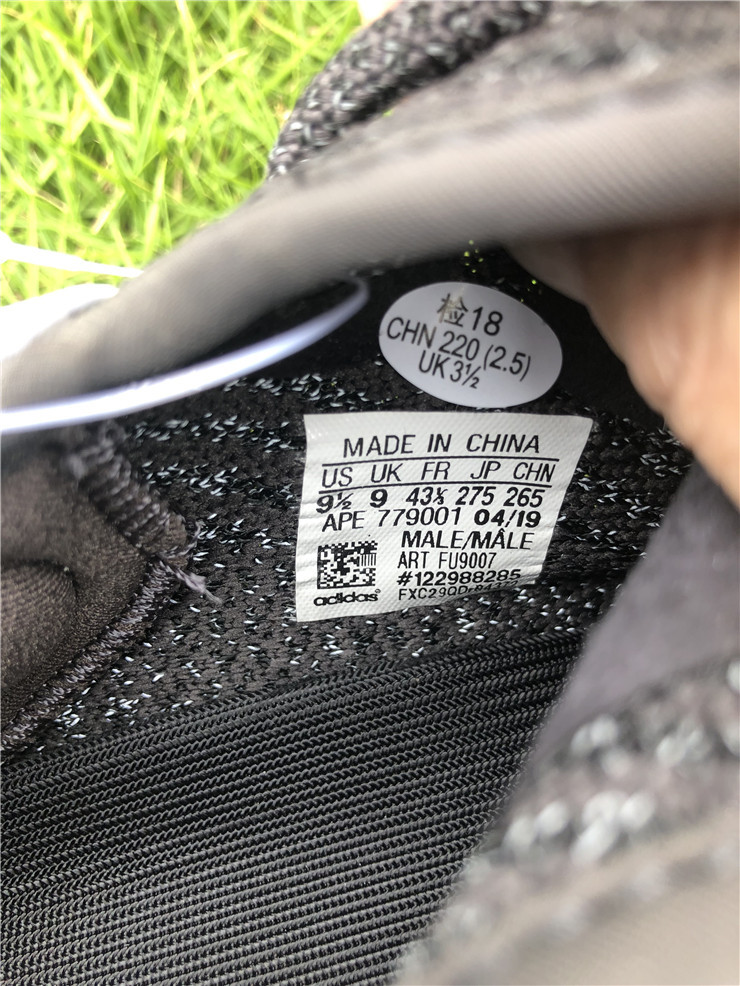 检18
CHN 220 (2.5)
UK 3½
MADE IN CHINA
US UK FR JP CHN
9½ 9 43⅓ 275 265
APE 779001 04/19
MALE/MÂLE
ART FU9007
#122988285
adidas